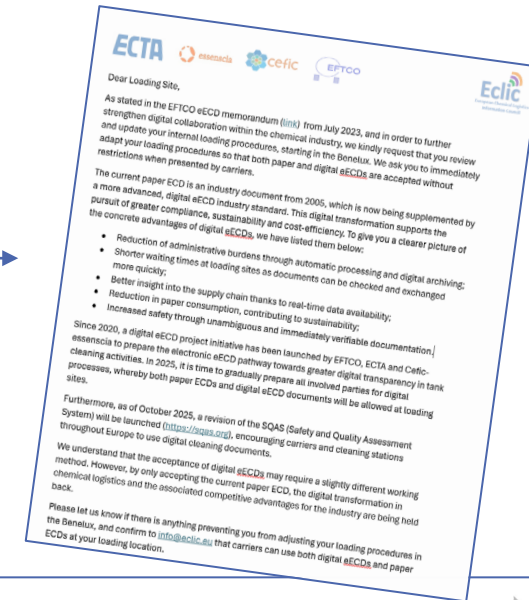 ECTA
essenscia
cefic
EFTCO
Eclic
Dear Loading Site,
As stated in the EFTCO eECD memorandum (link) from July 2023, and in order to further
strengthen digital collaboration within the chemical industry, we kindly request that you review
and update your internal loading procedures, starting in the Benelux. We ask you to immediately
adapt your loading procedures so that both paper and digital eECDs are accepted without
restrictions when presented by carriers.
The current paper ECD is an industry document from 2005, which is now being supplemented by
a more advanced, digital eECD industry standard. This digital transformation supports the
pursuit of greater compliance, sustainability and cost-efficiency. To give you a clearer picture of
the concrete advantages of digital eECDs, we have listed them below:
• Reduction of administrative burdens through automatic processing and digital archiving;
• Shorter waiting times at loading sites as documents can be checked and exchanged
more quickly;
• Better insight into the supply chain thanks to real-time data availability;
• Reduction in paper consumption, contributing to sustainability;
• Increased safety through unambiguous and immediately verifiable documentation.
Since 2020, a digital eECD project initiative has been launched by EFTCO, ECTA and Cefic-
essenscia to prepare the electronic eECD pathway towards greater digital transparency in tank
cleaning activities. In 2025, it is time to gradually prepare all involved parties for digital
processes, whereby both paper ECDs and digital eECD documents will be allowed at loading
sites.
Furthermore, as of October 2025, a revision of the SQAS (Safety and Quality Assessment
System) will be launched (https://sqas.org), encouraging carriers and cleaning stations
throughout Europe to use digital cleaning documents.
We understand that the acceptance of digital eECDs may require a slightly different working
method. However, by only accepting the current paper ECD, the digital transformation in
chemical logistics and the associated competitive advantages for the industry are being held
back.
Please let us know if there is anything preventing you from adjusting your loading procedures in
the Benelux, and confirm to info@eclic.eu that carriers can use both digital eECDs and paper
ECDs at your loading location.